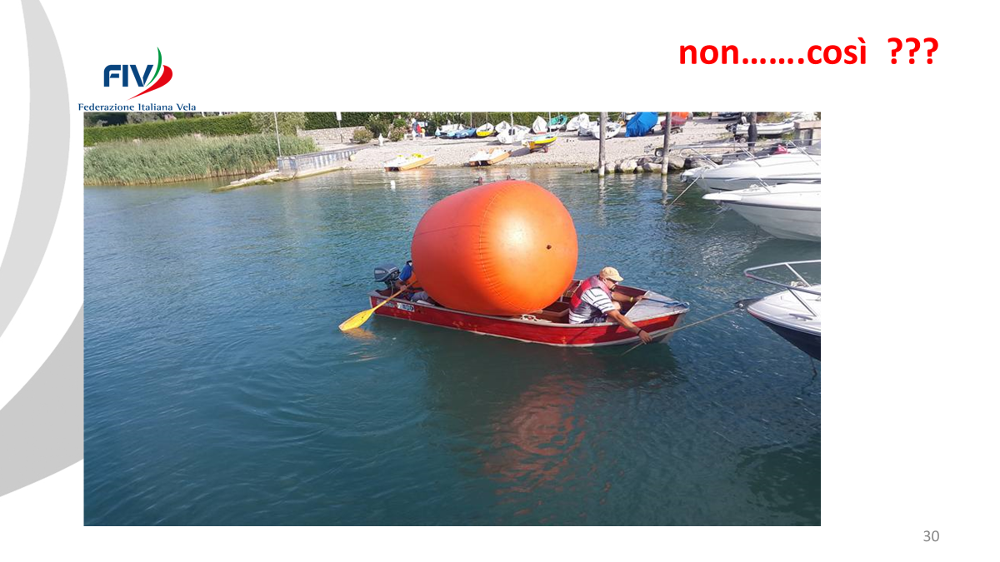 non…….così ???
FIV
Federazione Italiana Vela
30